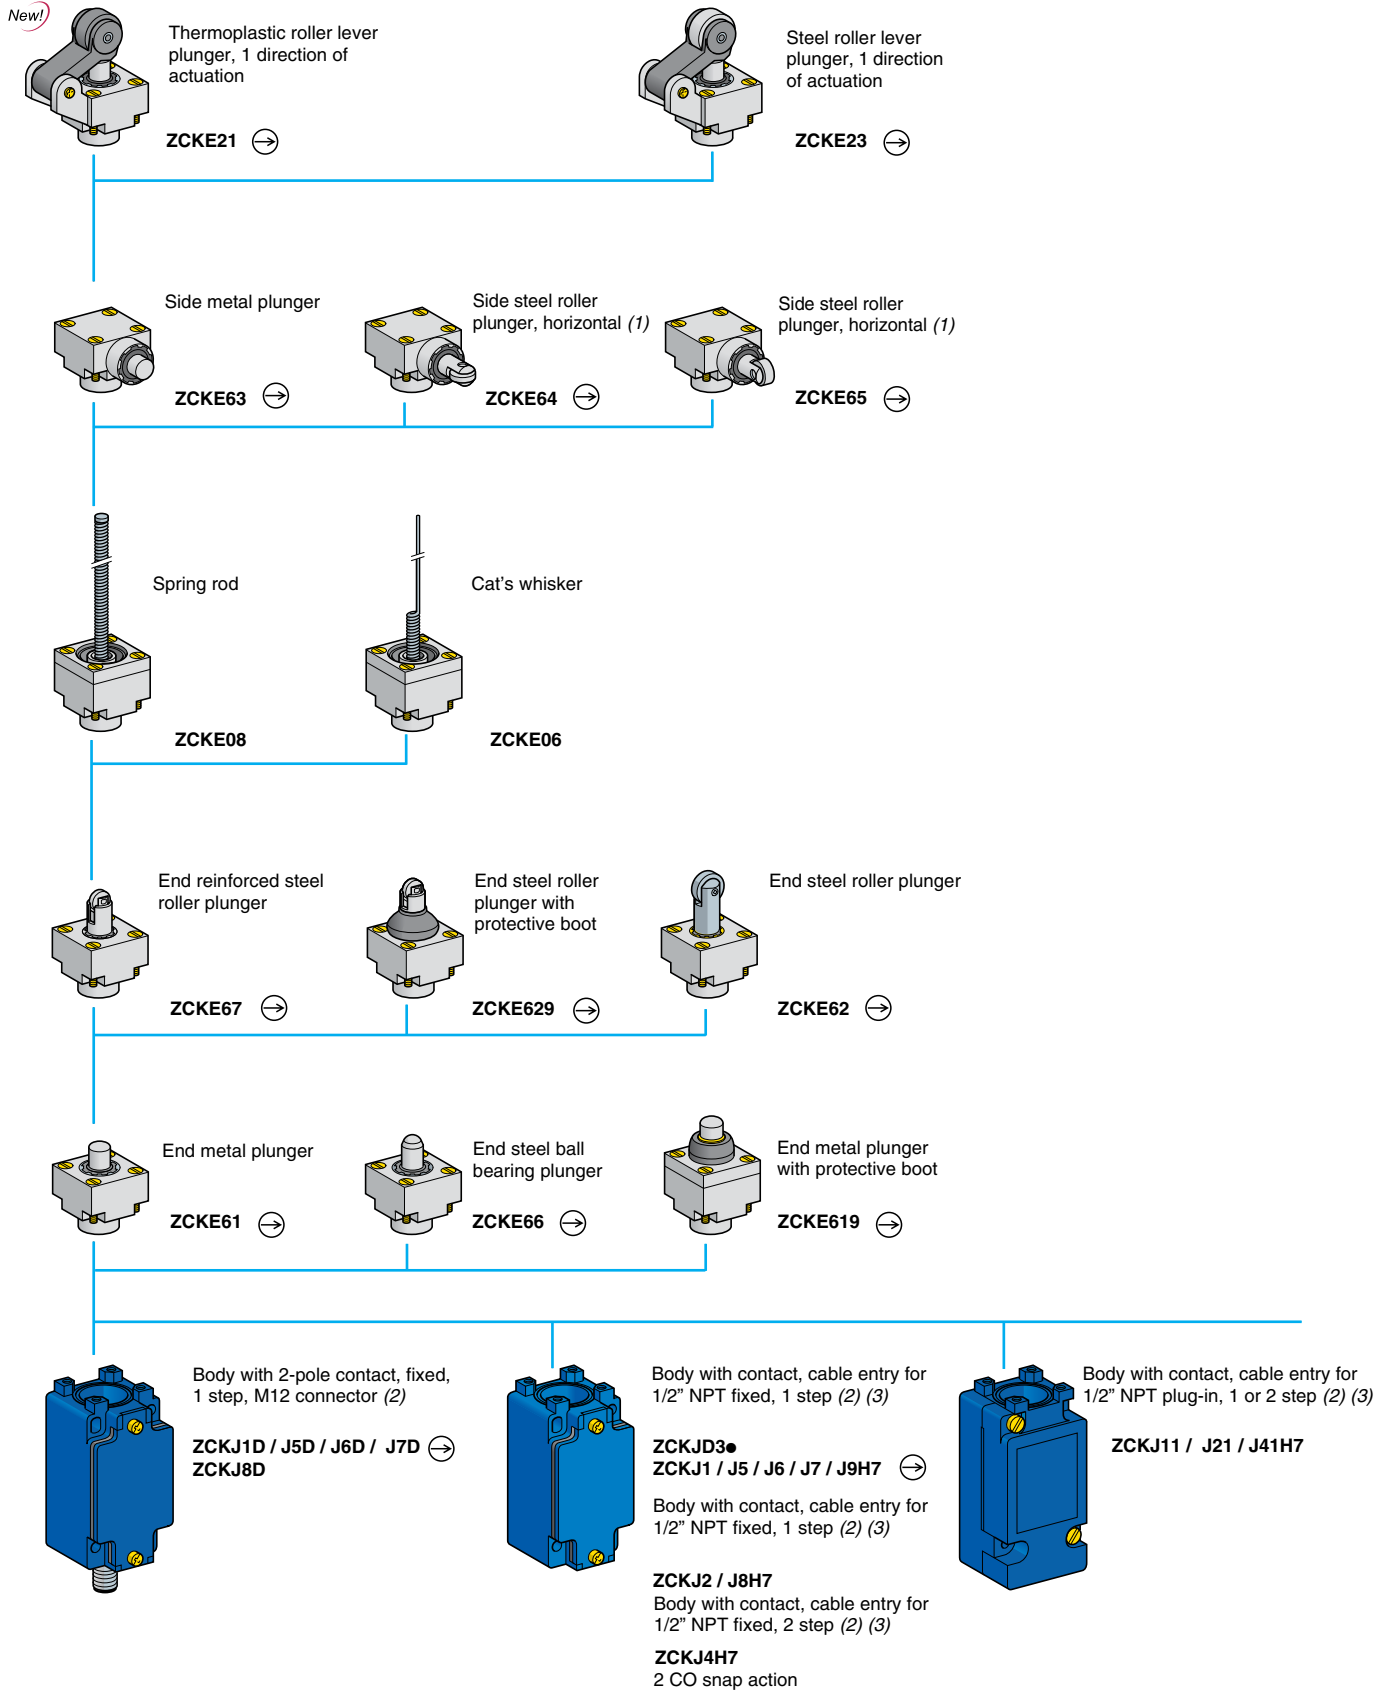 New!
Thermoplastic roller lever
plunger, 1 direction of
actuation
ZCKE21
Steel roller lever
plunger, 1 direction
of actuation
ZCKE23
Side metal plunger
ZCKE63
Side steel roller
plunger, horizontal (1)
ZCKE64
Side steel roller
plunger, horizontal (1)
ZCKE65
Spring rod
ZCKE08
Cat's whisker
ZCKE06
End reinforced steel
roller plunger
ZCKE67
End steel roller
plunger with
protective boot
ZCKE629
End steel roller plunger
ZCKE62
End metal plunger
ZCKE61
End steel ball
bearing plunger
ZCKE66
End metal plunger
with protective boot
ZCKE619
Body with 2-pole contact, fixed,
1 step, M12 connector (2)
ZCKJ1D / J5D / J6D / J7D
ZCKJ8D
Body with contact, cable entry for
1/2” NPT fixed, 1 step (2) (3)
ZCKJD3●
ZCKJ1 / J5 / J6 / J7 / J9H7
Body with contact, cable entry for
1/2” NPT fixed, 1 step (2) (3)
ZCKJ2 / J8H7
Body with contact, cable entry for
1/2” NPT fixed, 2 step (2) (3)
ZCKJ4H7
2 CO snap action
Body with contact, cable entry for
1/2” NPT plug-in, 1 or 2 step (2) (3)
ZCKJ11 / J21 / J41H7